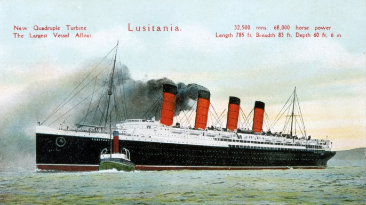 Lusitania.
New Quadruple Turbine
The Largest Vessel Afloat
32,500 tons. 68,000 horse power
Length 785 ft. Breadth 83 ft. Depth 60 ft. 6 in